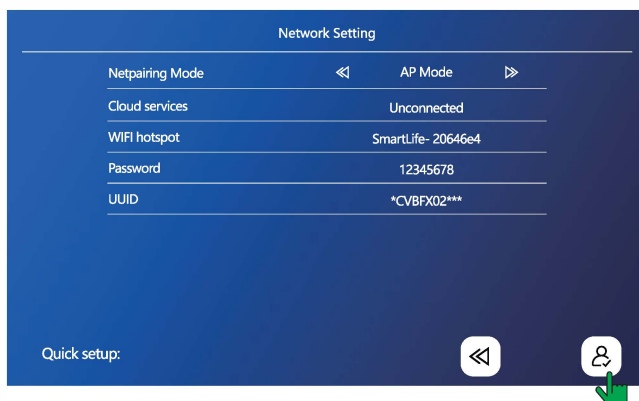 Network Setting
Netpairing Mode AP Mode
Cloud services Unconnected
WIFI hotspot SmartLife- 20646e4
Password 12345678
UUID *CVBFX02***
Quick setup: